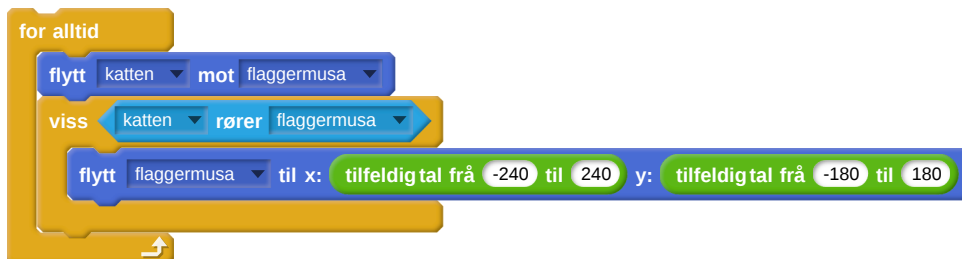 for alltid
flytt katten mot flaggermusa
viss katten rører flaggermusa
flytt flaggermusa til x: tilfeldig tal frå -240 til 240 y: tilfeldig tal frå -180 til 180